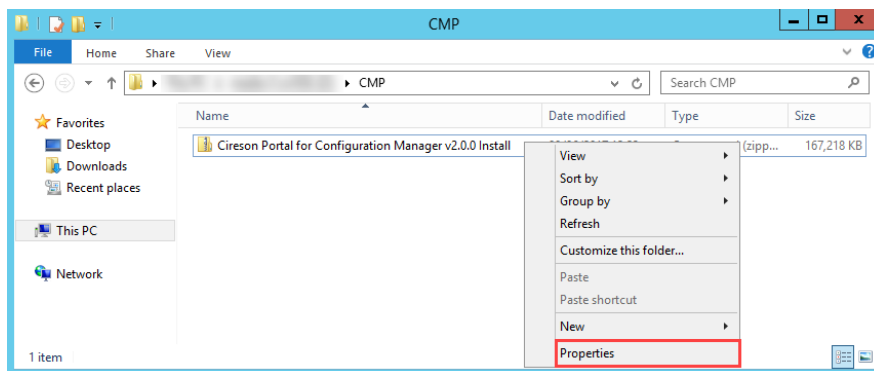 CMP
File Home Share View
CMP Search CMP
Name Date modified Type Size
Favorites
Desktop
Downloads
Recent places
This PC
Network
Cireson Portal for Configuration Manager v2.0.0 Install (zipp... 167,218 KB
View
Sort by
Group by
Refresh
Customize this folder...
Paste
Paste shortcut
New
Properties
1 item